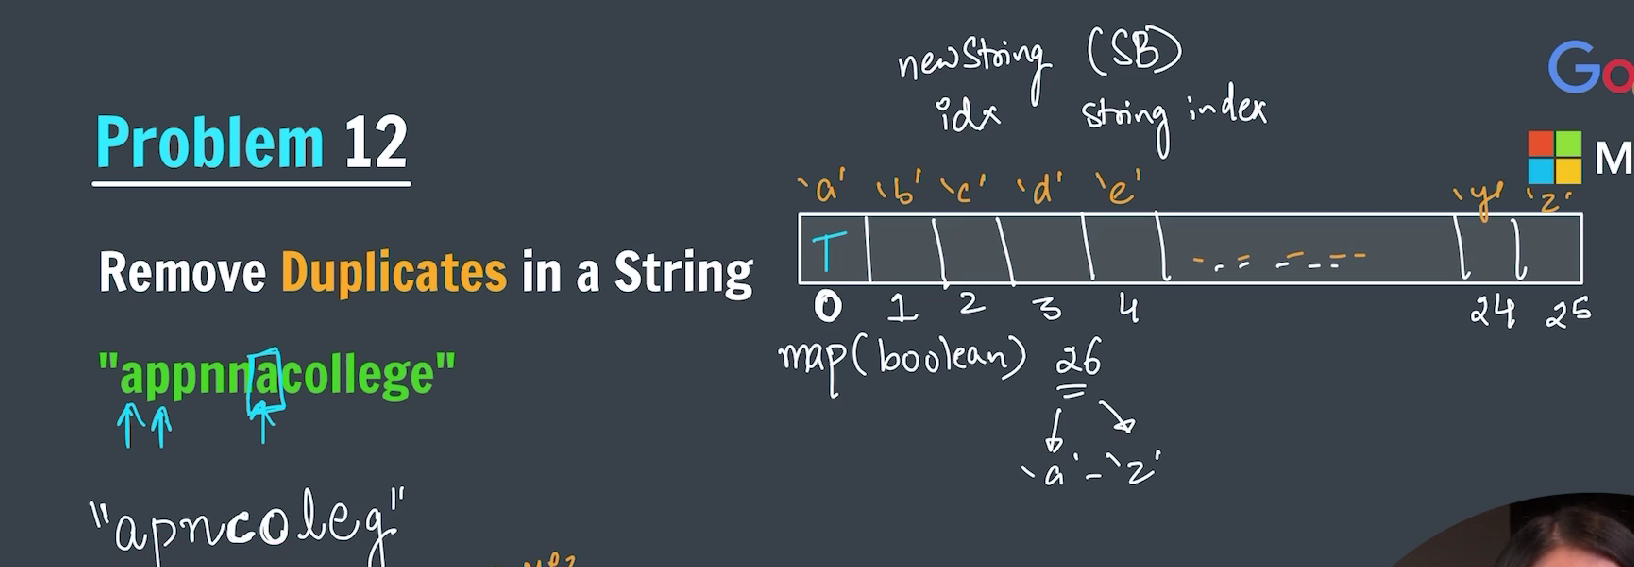 newString (SB)
idx string index
Problem 12
'a' 'b' 'c' 'd' 'e' 'y' 'z'
T
Remove Duplicates in a String
0 1 2 3 4 24 25
map(boolean) 26
"appnnacollege"
'a'-'z'
"apncoleg"
Go
M